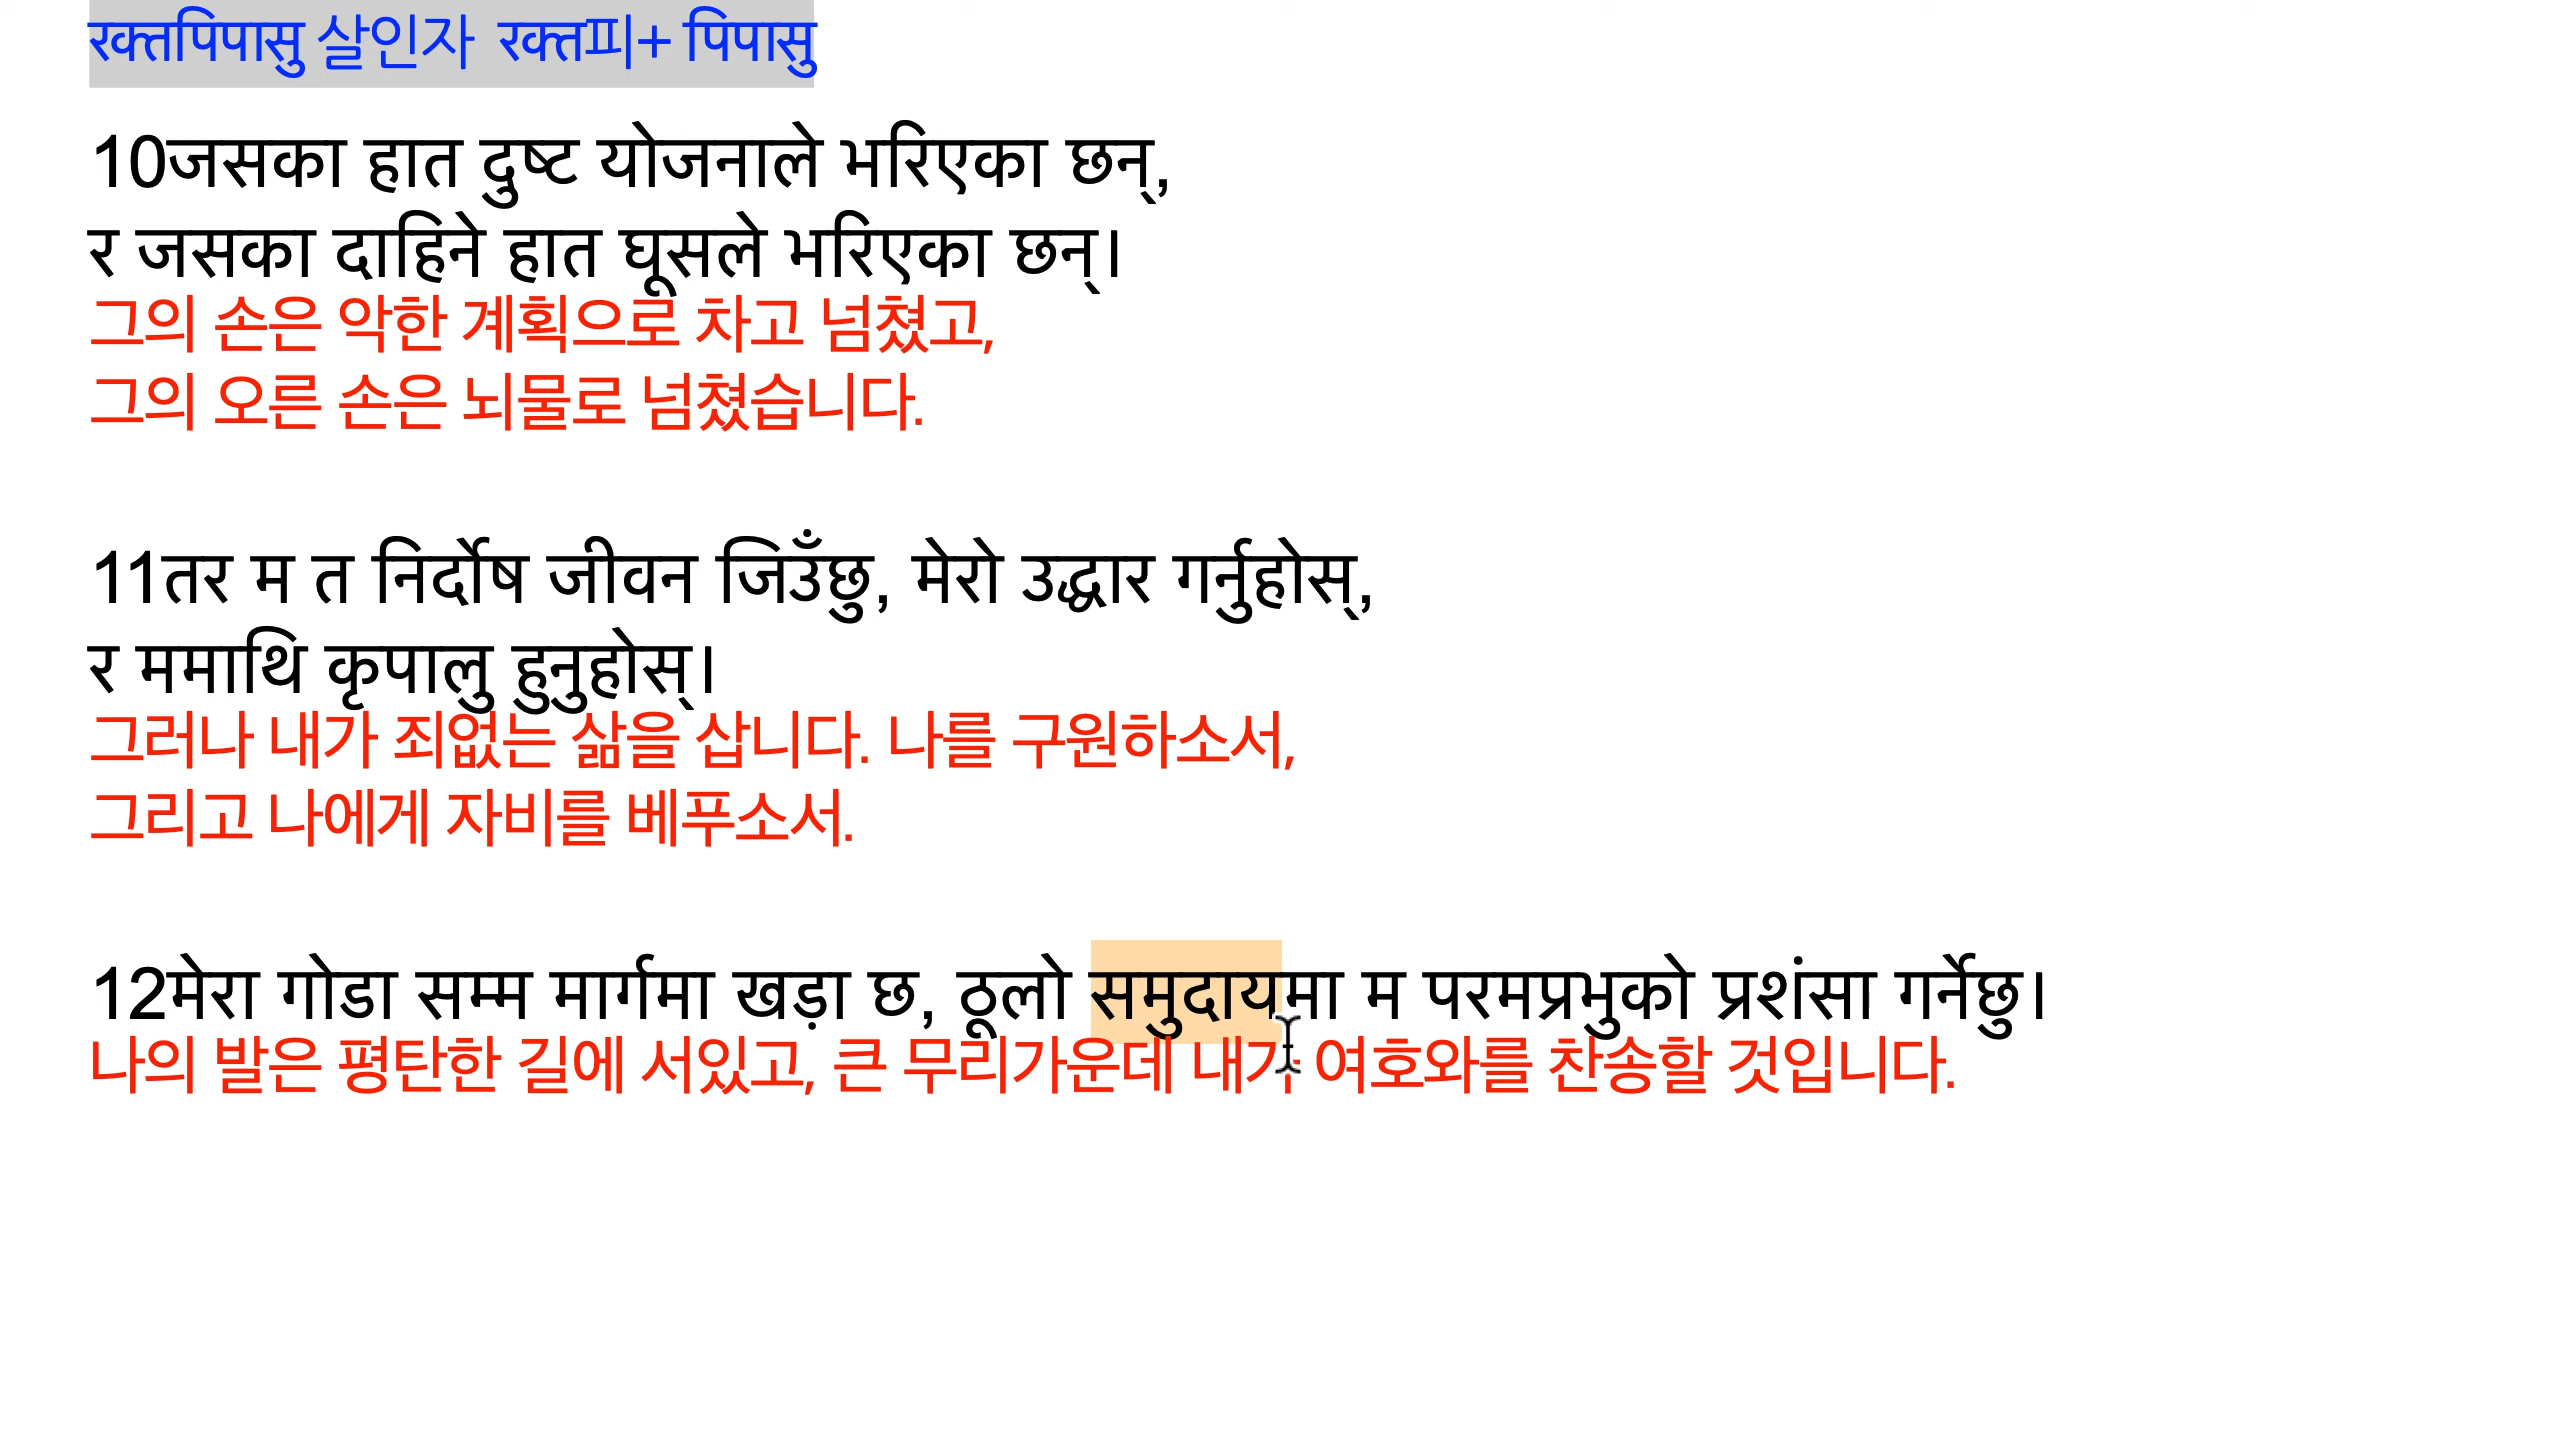 रक्तपिपासु 살인자  रक्त피+ पिपासु
10जसका हात दुष्ट योजनाले भरिएका छन्,
र जसका दाहिने हात घूसले भरिएका छन्।
그의 손은 악한 계획으로 차고 넘쳤고,
그의 오른 손은 뇌물로 넘쳤습니다.
11तर म त निर्दोष जीवन जिउँछु, मेरो उद्धार गर्नुहोस्,
र ममाथि कृपालु हुनुहोस्।
그러나 내가 죄없는 삶을 삽니다. 나를 구원하소서,
그리고 나에게 자비를 베푸소서.
12मेरा गोडा सम्म मार्गमा खड़ा छ, ठूलो समुदायमा म परमप्रभुको प्रशंसा गर्नेछु।
나의 발은 평탄한 길에 서있고, 큰 무리가운데 내가 여호와를 찬송할 것입니다.